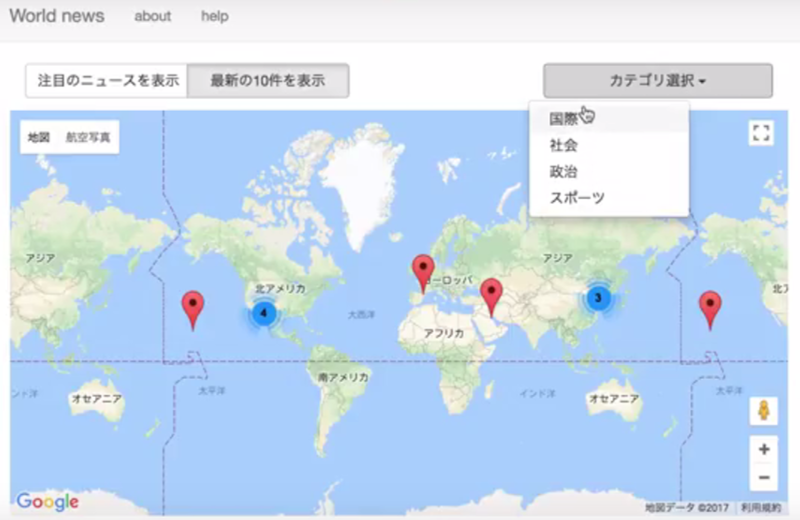 World news about help
注目のニュースを表示 最新の10件を表示 カテゴリ選択
国際
社会
政治
スポーツ
地図 航空写真
アジア
北アメリカ
ヨーロッパ
アジア
大西洋
アフリカ
4
3
南アメリカ
太平洋
オセアニア
インド洋
オセアニア
太平洋
Google
地図データ ©2017 利用規約